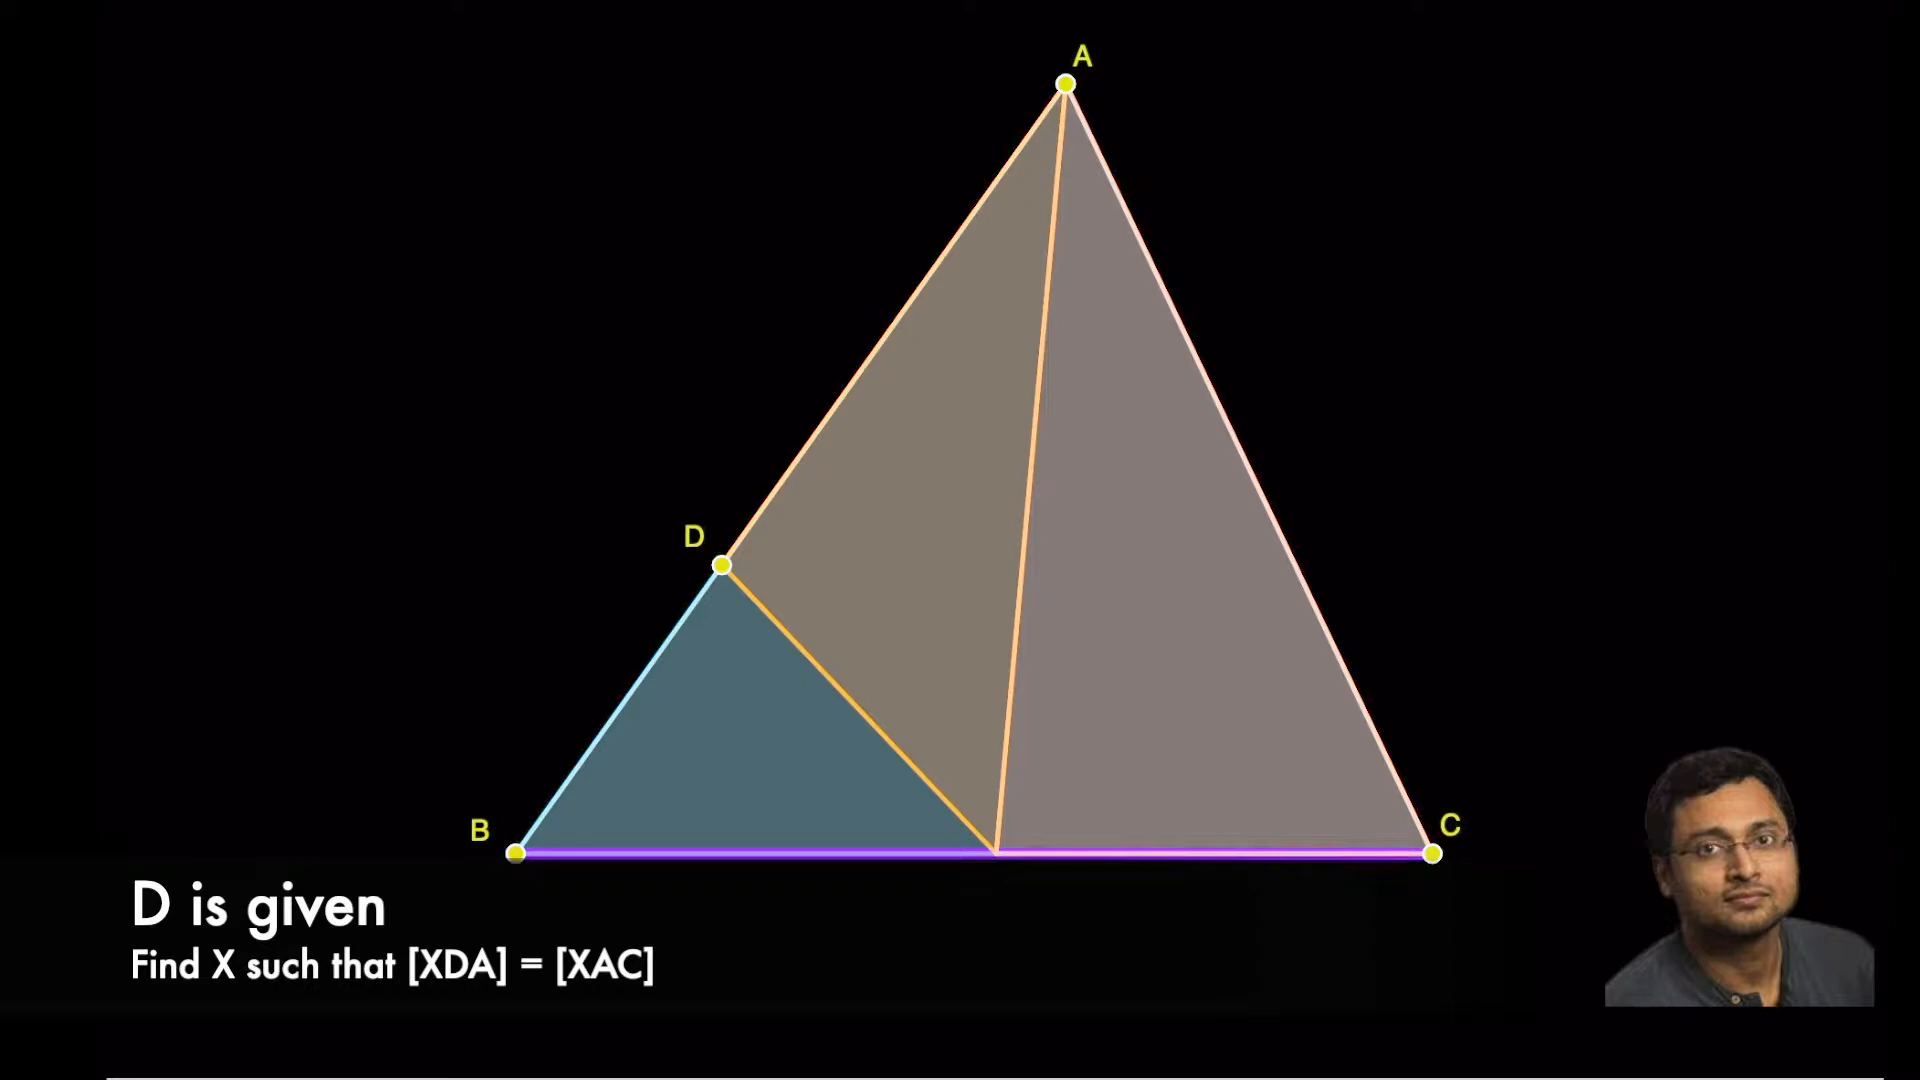 A
D
B
C
D is given
Find X such that [XDA] = [XAC]